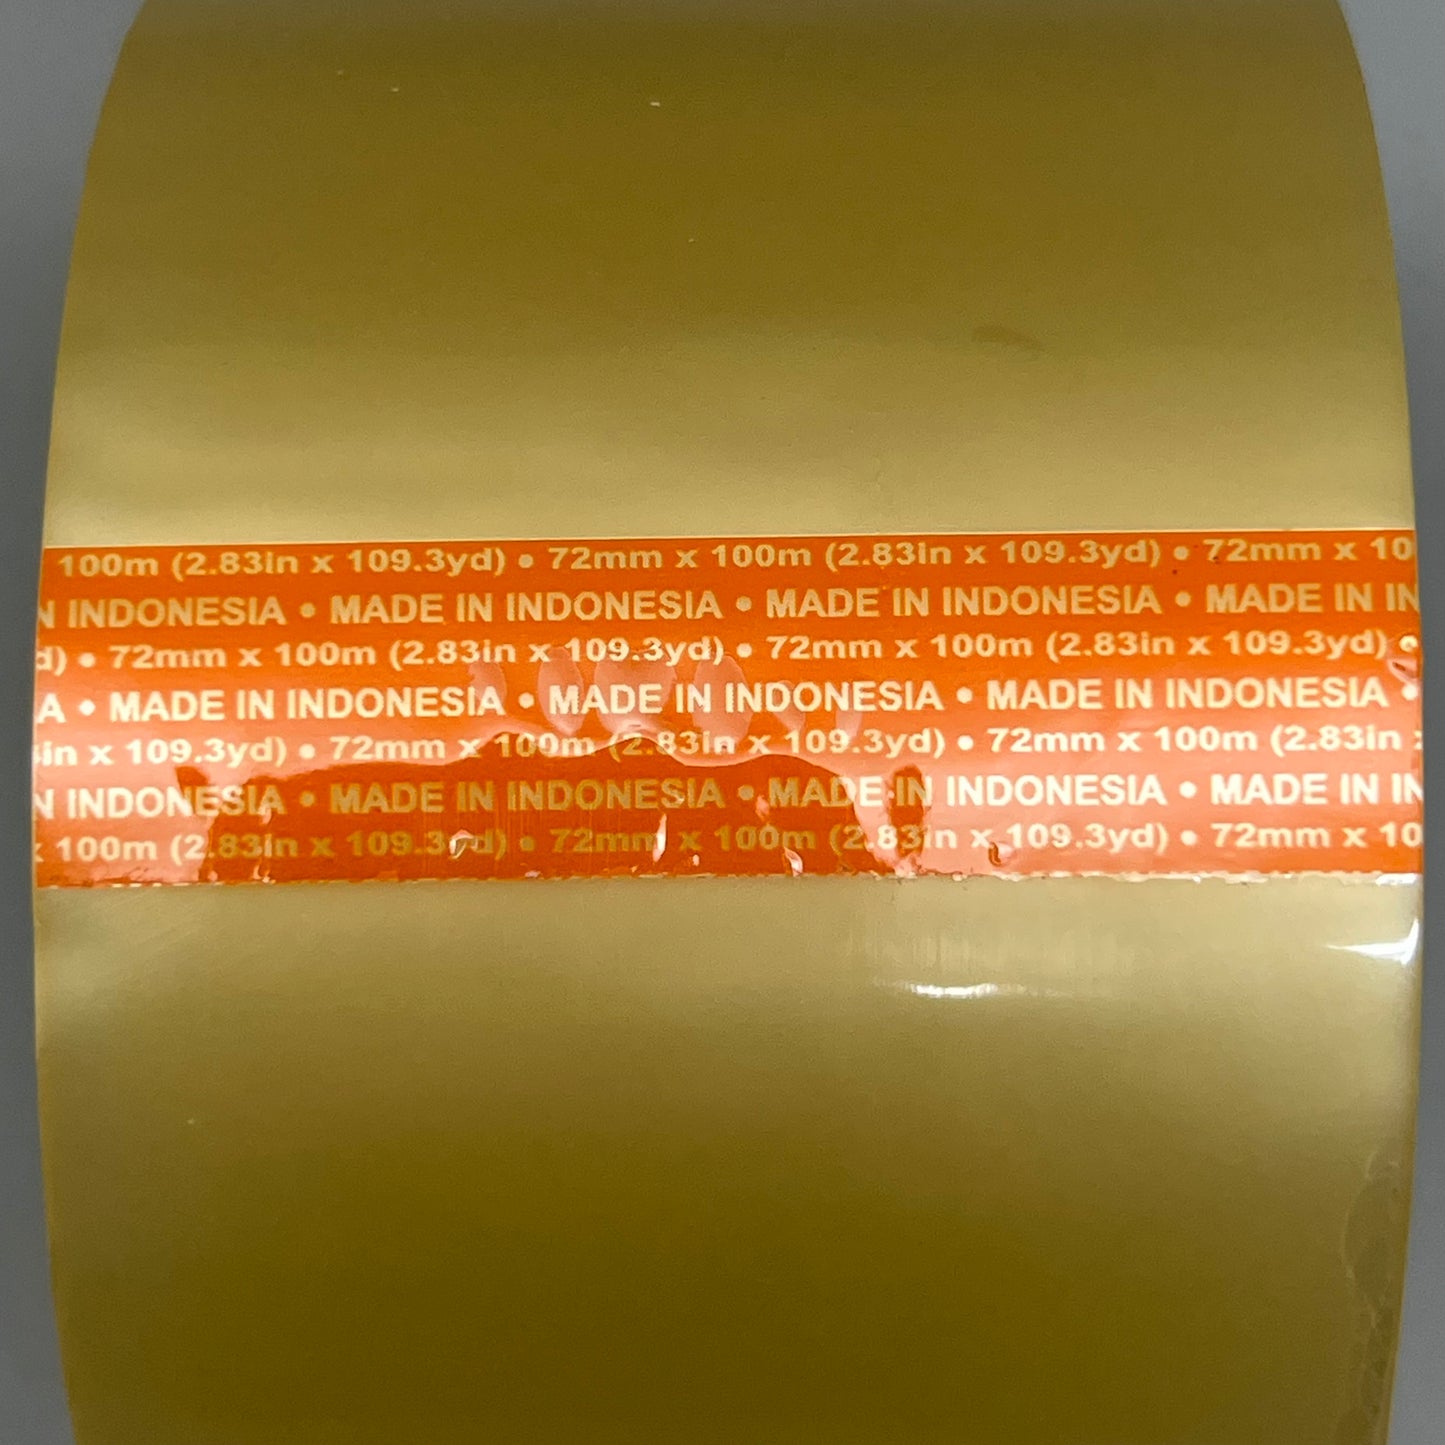 100m (2.83in x 109.3yd) • 72mm x 100m (2.83in x 109.3yd) • 72mm x 10
N INDONESIA • MADE IN INDONESIA • MADE IN INDONESIA • MADE IN IN
d) • 72mm x 100m (2.83in x 109.3yd) • 72mm x 100m (2.83in x 109.3yd) •
A • MADE IN INDONESIA • MADE IN INDONESIA • MADE IN INDONESIA •
in x 109.3yd) • 72mm x 100m (2.83in x 109.3yd) • 72mm x 100m (2.83in x
N INDONESIA • MADE IN INDONESIA • MADE IN INDONESIA • MADE IN IN
x 100m (2.83in x 109.3yd) • 72mm x 100m (2.83in x 109.3yd) • 72mm x 10